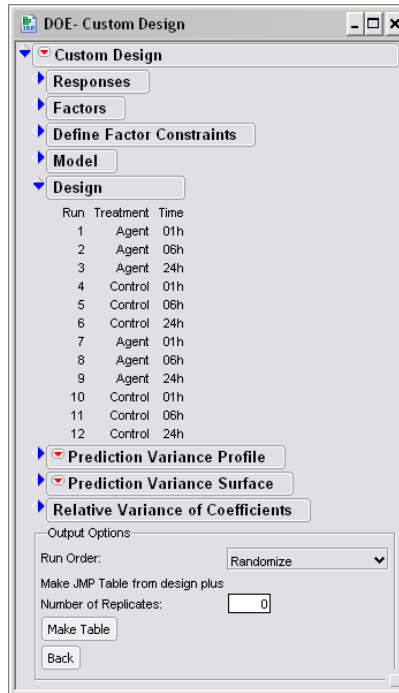 DOE- Custom Design
Custom Design
Responses
Factors
Define Factor Constraints
Model
Design
Run Treatment Time
1 Agent 01h
2 Agent 06h
3 Agent 24h
4 Control 01h
5 Control 06h
6 Control 24h
7 Agent 01h
8 Agent 06h
9 Agent 24h
10 Control 01h
11 Control 06h
12 Control 24h
Prediction Variance Profile
Prediction Variance Surface
Relative Variance of Coefficients
Output Options
Run Order: Randomize
Make JMP Table from design plus
Number of Replicates: 0
Make Table
Back